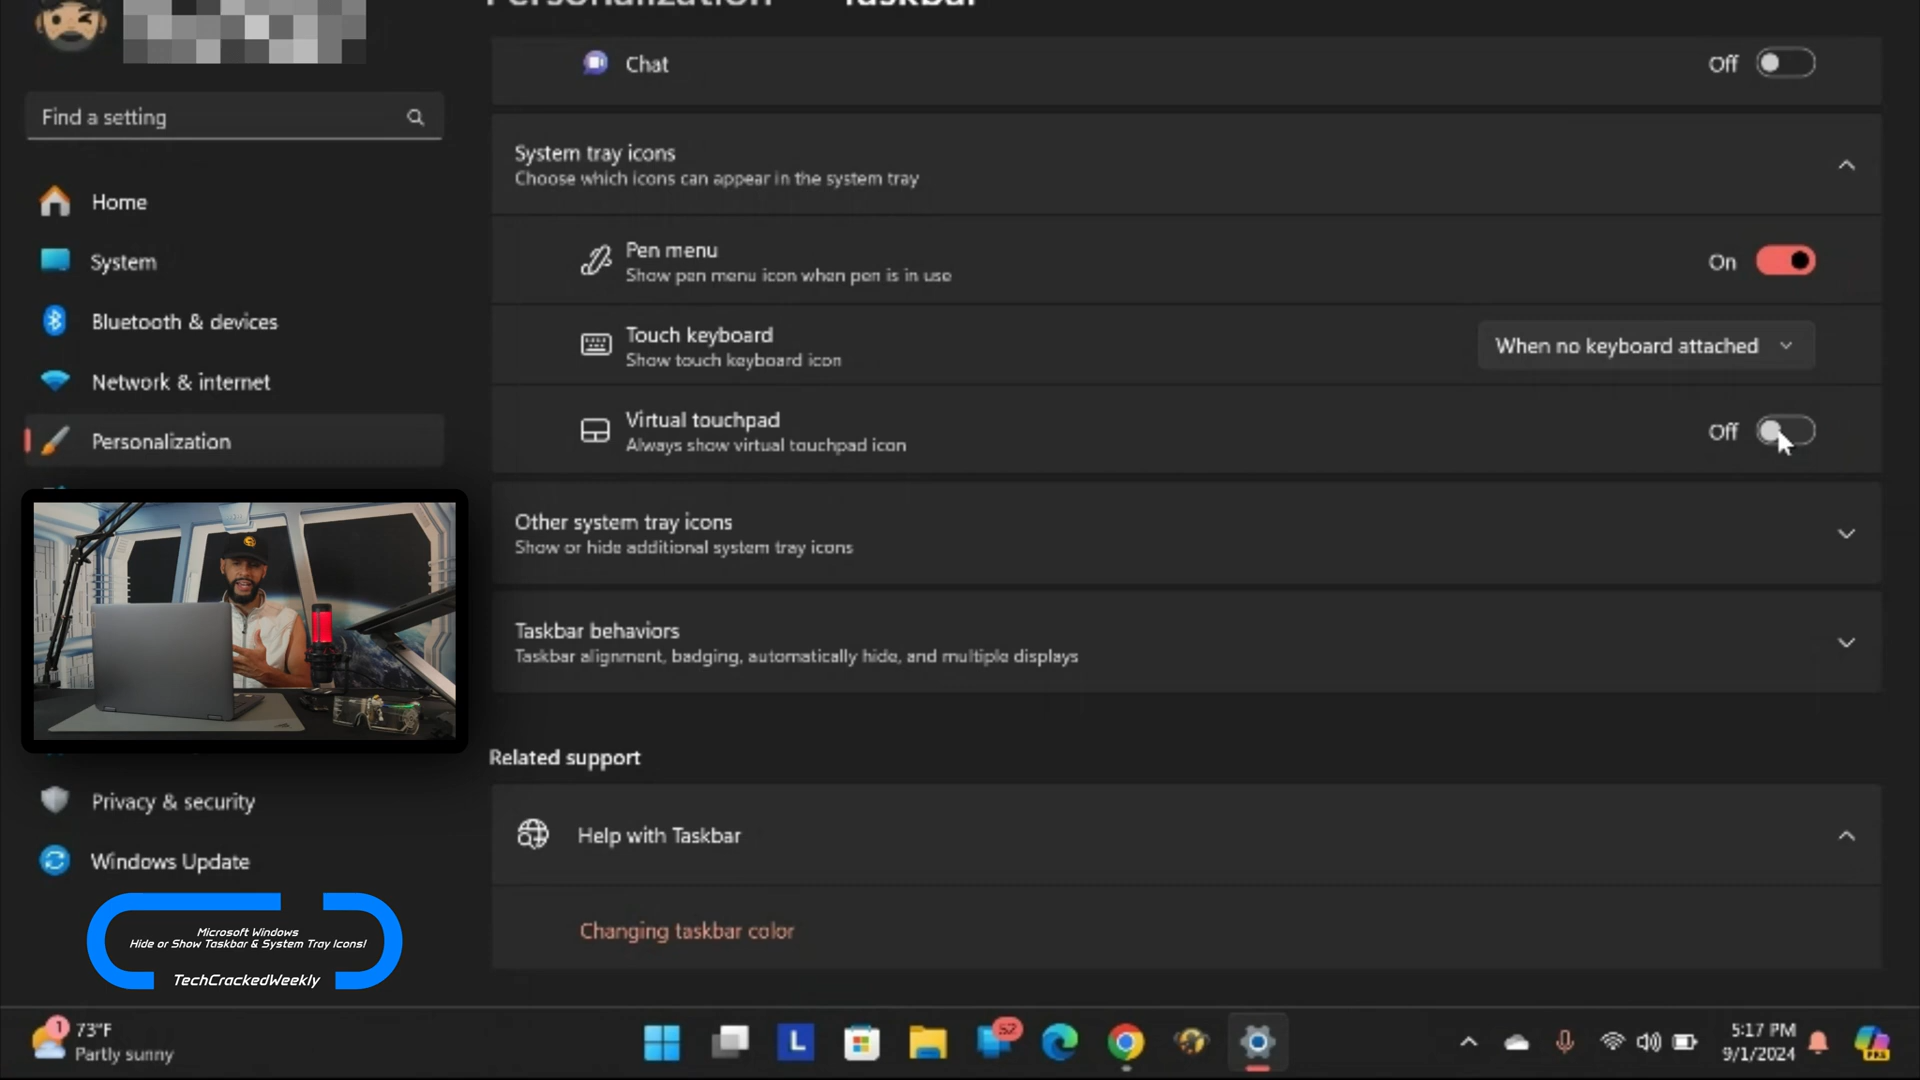 Personalization
Taskbar
Chat
Off
Find a setting
System tray icons
Choose which icons can appear in the system tray
Home
System
Pen menu
Show pen menu icon when pen is in use
On
Bluetooth & devices
Touch keyboard
Show touch keyboard icon
When no keyboard attached
Network & internet
Virtual touchpad
Always show virtual touchpad icon
Off
Personalization
Other system tray icons
Show or hide additional system tray icons
Taskbar behaviors
Taskbar alignment, badging, automatically hide, and multiple displays
Related support
Privacy & security
Help with Taskbar
Windows Update
Changing taskbar color
Microsoft Windows
Hide or Show Taskbar & System Tray Icons!
TechCrackedWeekly
1
73°F
Partly sunny
L
52
5:17 PM
9/1/2024
PRE